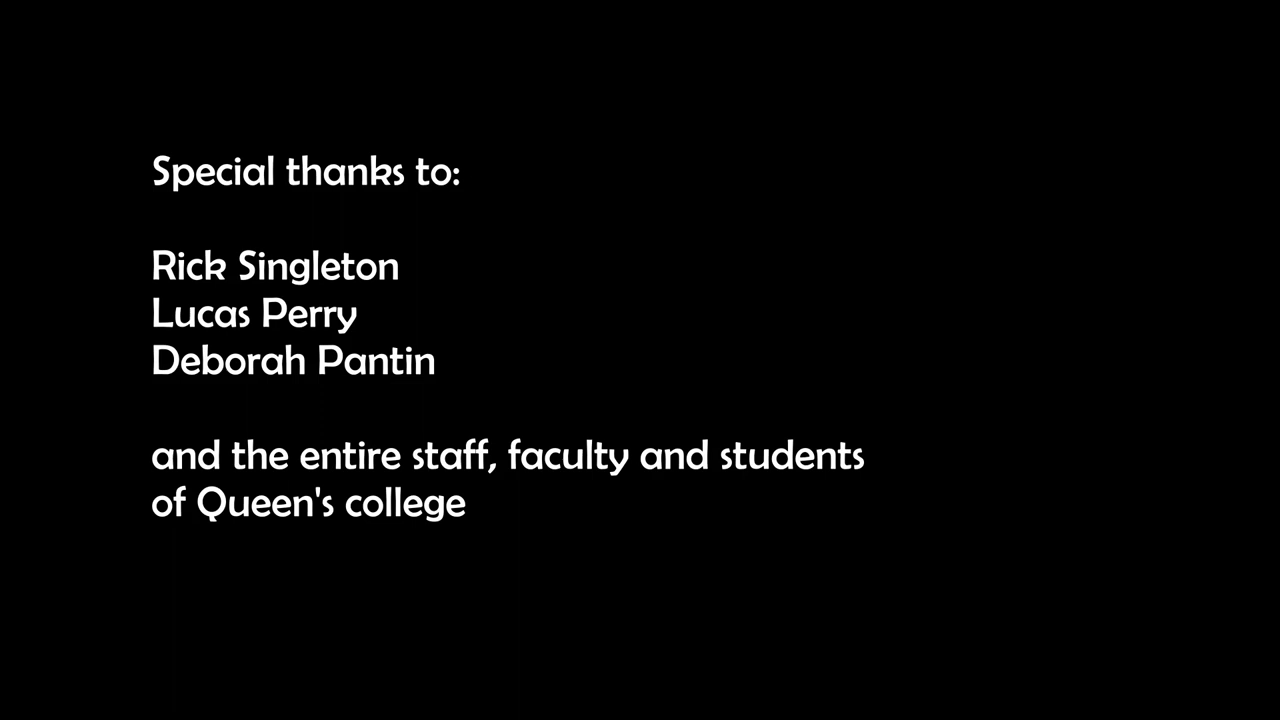 Special thanks to:
Rick Singleton
Lucas Perry
Deborah Pantin
and the entire staff, faculty and students
of Queen's college